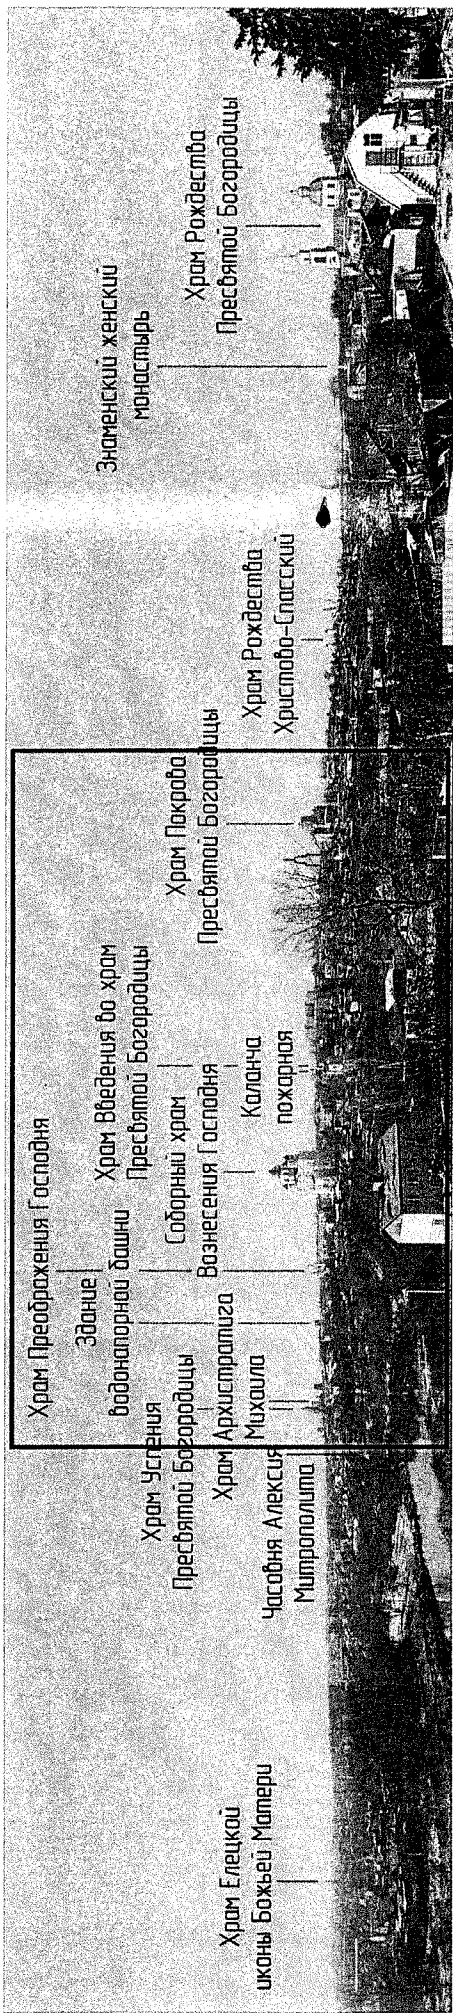 Храм Елецкой
иконы Божьей Матери
Часовня Алексия
Митрополита
Храм Успения
Пресвятой Богородицы
Храм Архистратига
Михаила
Храм Преображения Господня
Здание
водонапорной башни
Соборный храм
Вознесения Господня
Храм Введения во храм
Пресвятой Богородицы
Каланча
пожарная
Храм Покрова
Пресвятой Богородицы
Храм Рождества
Христово-Спасский
Знаменский женский
монастырь
Храм Рождества
Пресвятой Богородицы